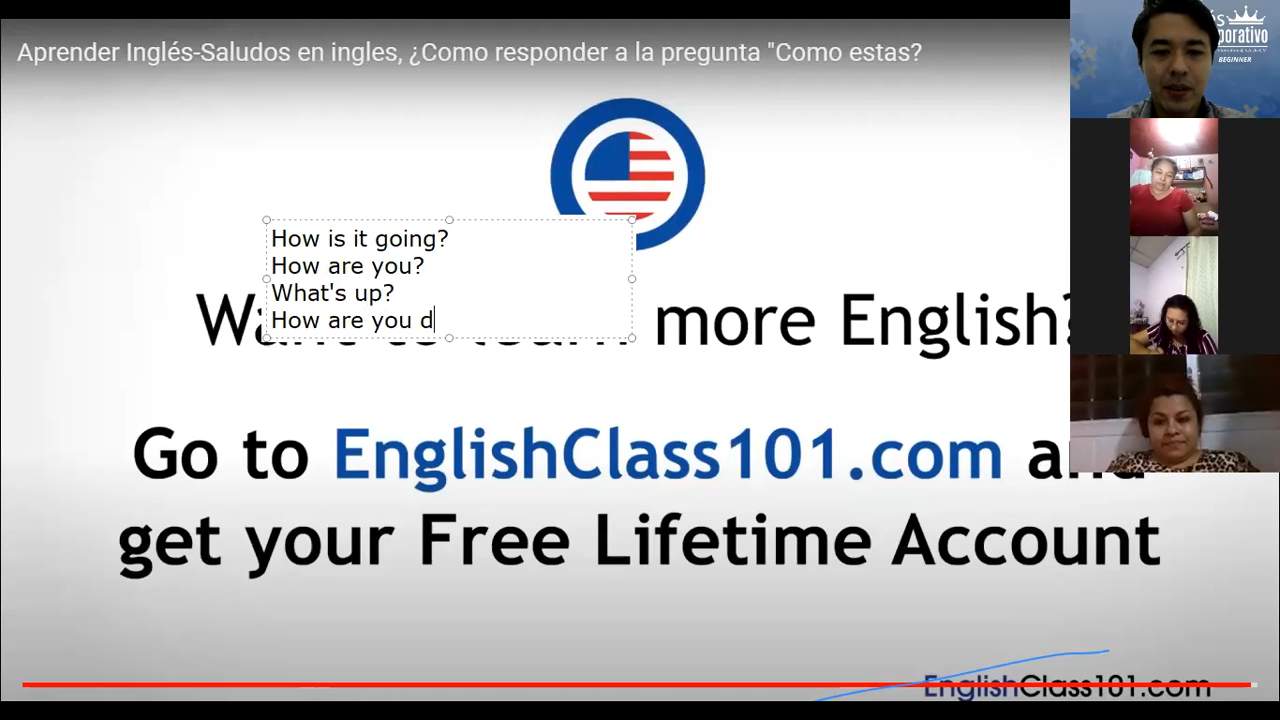 Aprender Inglés-Saludos en ingles, ¿Como responder a la pregunta "Como estas?
How is it going?
How are you?
What's up?
How are you d
more English?
Go to EnglishClass101.com and
get your Free Lifetime Account
EnglishClass101.com
BEGINNER